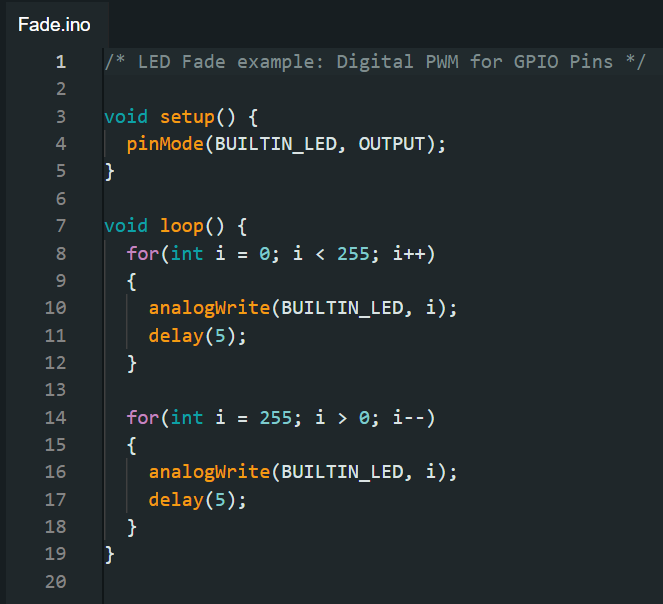 Fade.ino
1 /* LED Fade example: Digital PWM for GPIO Pins */
2
3 void setup() {
4   pinMode(BUILTIN_LED, OUTPUT);
5 }
6
7 void loop() {
8   for(int i = 0; i < 255; i++)
9   {
10     analogWrite(BUILTIN_LED, i);
11     delay(5);
12   }
13
14   for(int i = 255; i > 0; i--)
15   {
16     analogWrite(BUILTIN_LED, i);
17     delay(5);
18   }
19 }
20